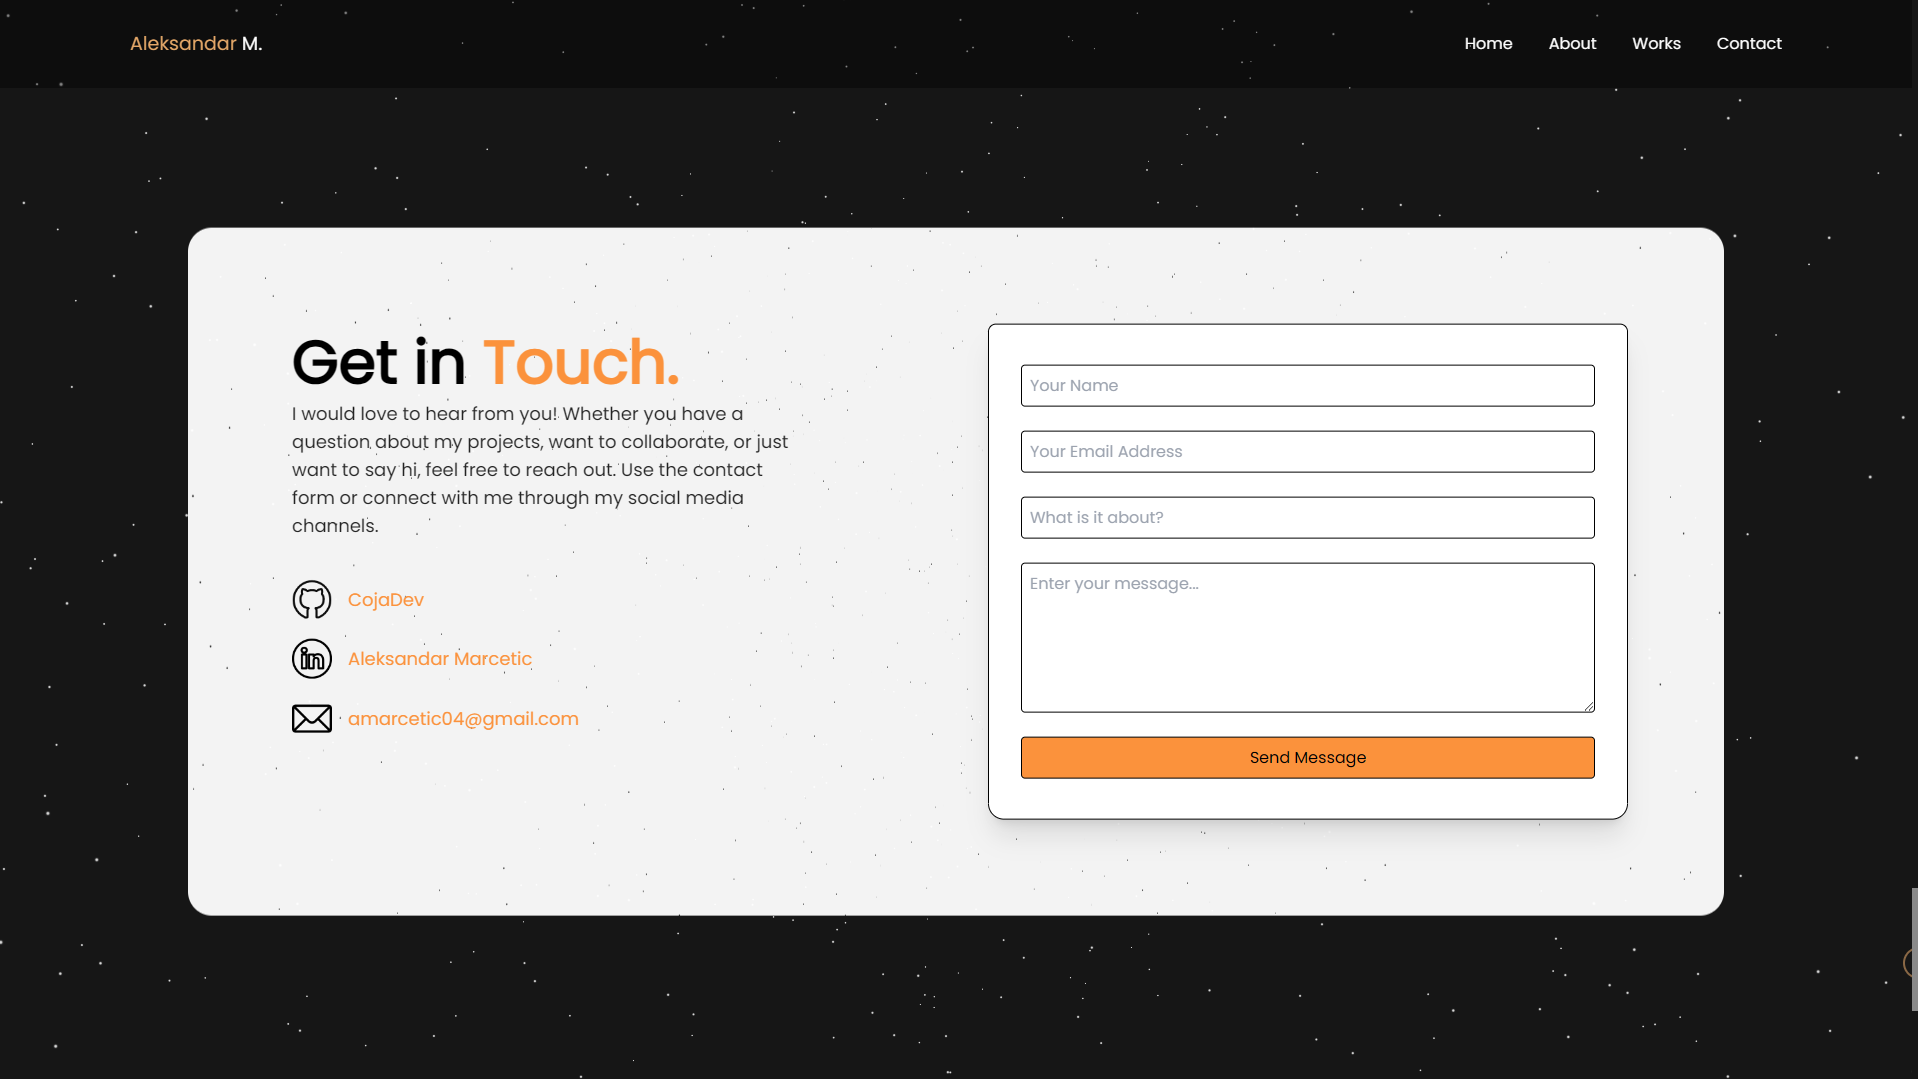 Aleksandar M.
Home
About
Works
Contact
Get in Touch.
I would love to hear from you! Whether you have a
question about my projects, want to collaborate, or just
want to say hi, feel free to reach out. Use the contact
form or connect with me through my social media
channels.
CojaDev
in Aleksandar Marcetic
amarcetic04@gmail.com
Your Name
Your Email Address
What is it about?
Enter your message...
Send Message